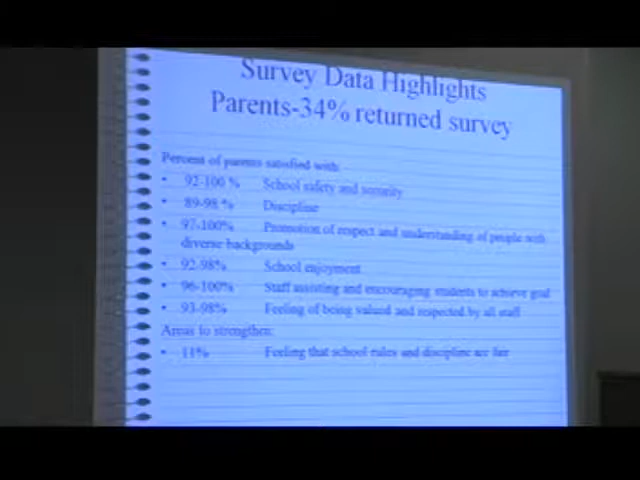 Survey Data Highlights
Parents-34% returned survey
Percent of parents satisfied with:
• 92-100 % School safety and security
• 89-98 % Discipline
• 97-100% Promotion of respect and understanding of people with
diverse backgrounds
• 92-98% School enjoyment
• 96-100% Staff assisting and encouraging students to achieve goal
• 93-98% Feeling of being valued and respected by all staff
Areas to strengthen:
• 11% Feeling that school rules and discipline are fair